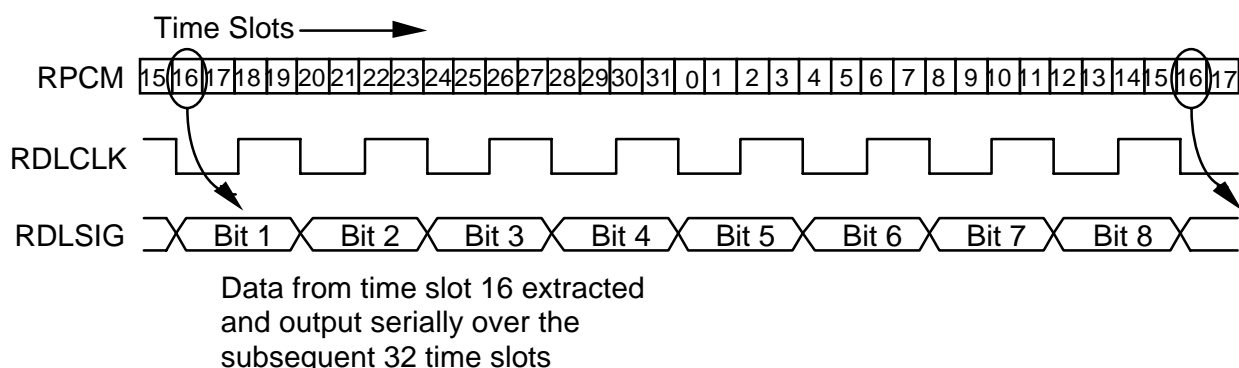 Time Slots
RPCM 15 16 17 18 19 20 21 22 23 24 25 26 27 28 29 30 31 0 1 2 3 4 5 6 7 8 9 10 11 12 13 14 15 16 17
RDLCLK
RDLSIG Bit 1 Bit 2 Bit 3 Bit 4 Bit 5 Bit 6 Bit 7 Bit 8
Data from time slot 16 extracted
and output serially over the
subsequent 32 time slots